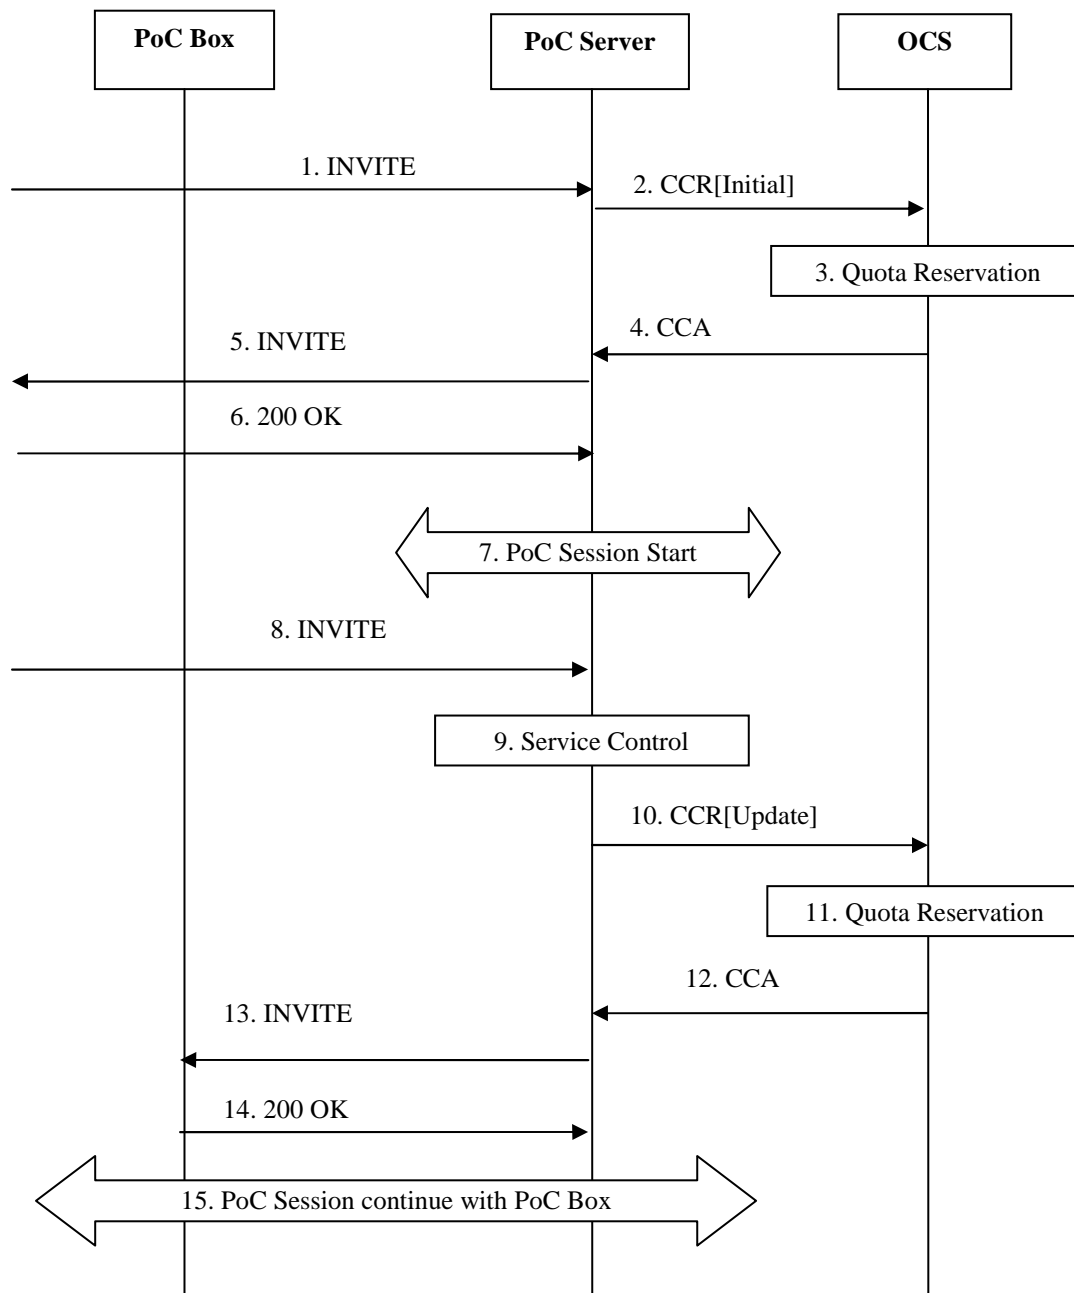 PoC Box
PoC Server
OCS
1. INVITE
2. CCR[Initial]
3. Quota Reservation
4. CCA
5. INVITE
6. 200 OK
7. PoC Session Start
8. INVITE
9. Service Control
10. CCR[Update]
11. Quota Reservation
12. CCA
13. INVITE
14. 200 OK
15. PoC Session continue with PoC Box